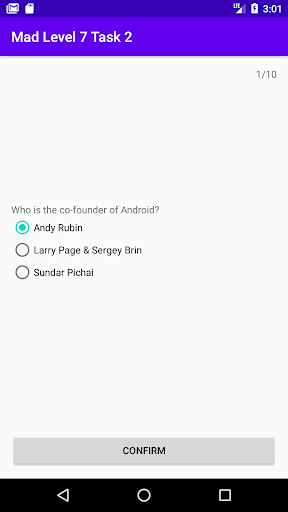 LTE 3:01
Mad Level 7 Task 2
1/10
Who is the co-founder of Android?
Andy Rubin
Larry Page & Sergey Brin
Sundar Pichai
CONFIRM